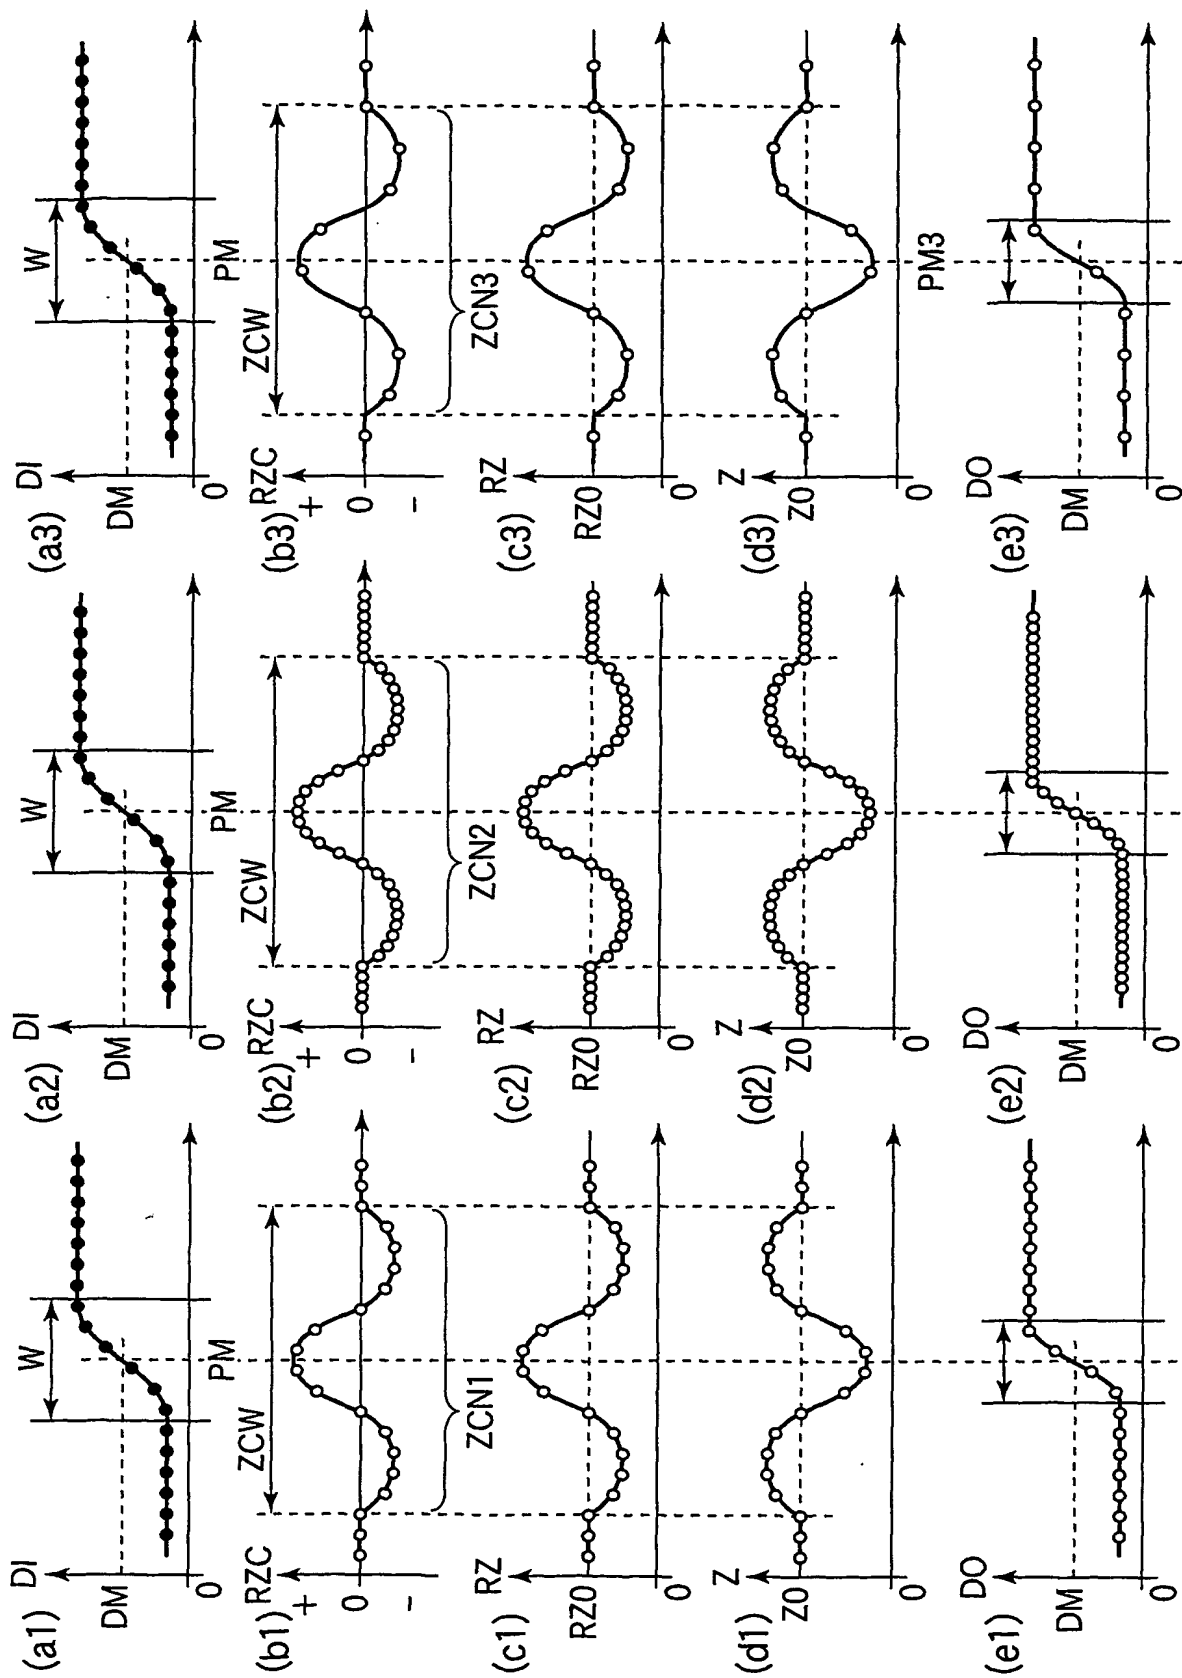 (a1)
DI
DM
0
W
PM
(b1)
RZC
+
0
-
ZCW
ZCN1
(c1)
RZ
RZ0
0
(d1)
Z
Z0
0
(e1)
DO
DM
0
(a2)
DI
DM
0
W
PM
(b2)
RZC
+
0
-
ZCW
ZCN2
(c2)
RZ
RZ0
0
(d2)
Z
Z0
0
(e2)
DO
DM
0
(a3)
DI
DM
0
W
PM
(b3)
RZC
+
0
-
ZCW
ZCN3
(c3)
RZ
RZ0
0
(d3)
Z
Z0
0
PM3
(e3)
DO
DM
0